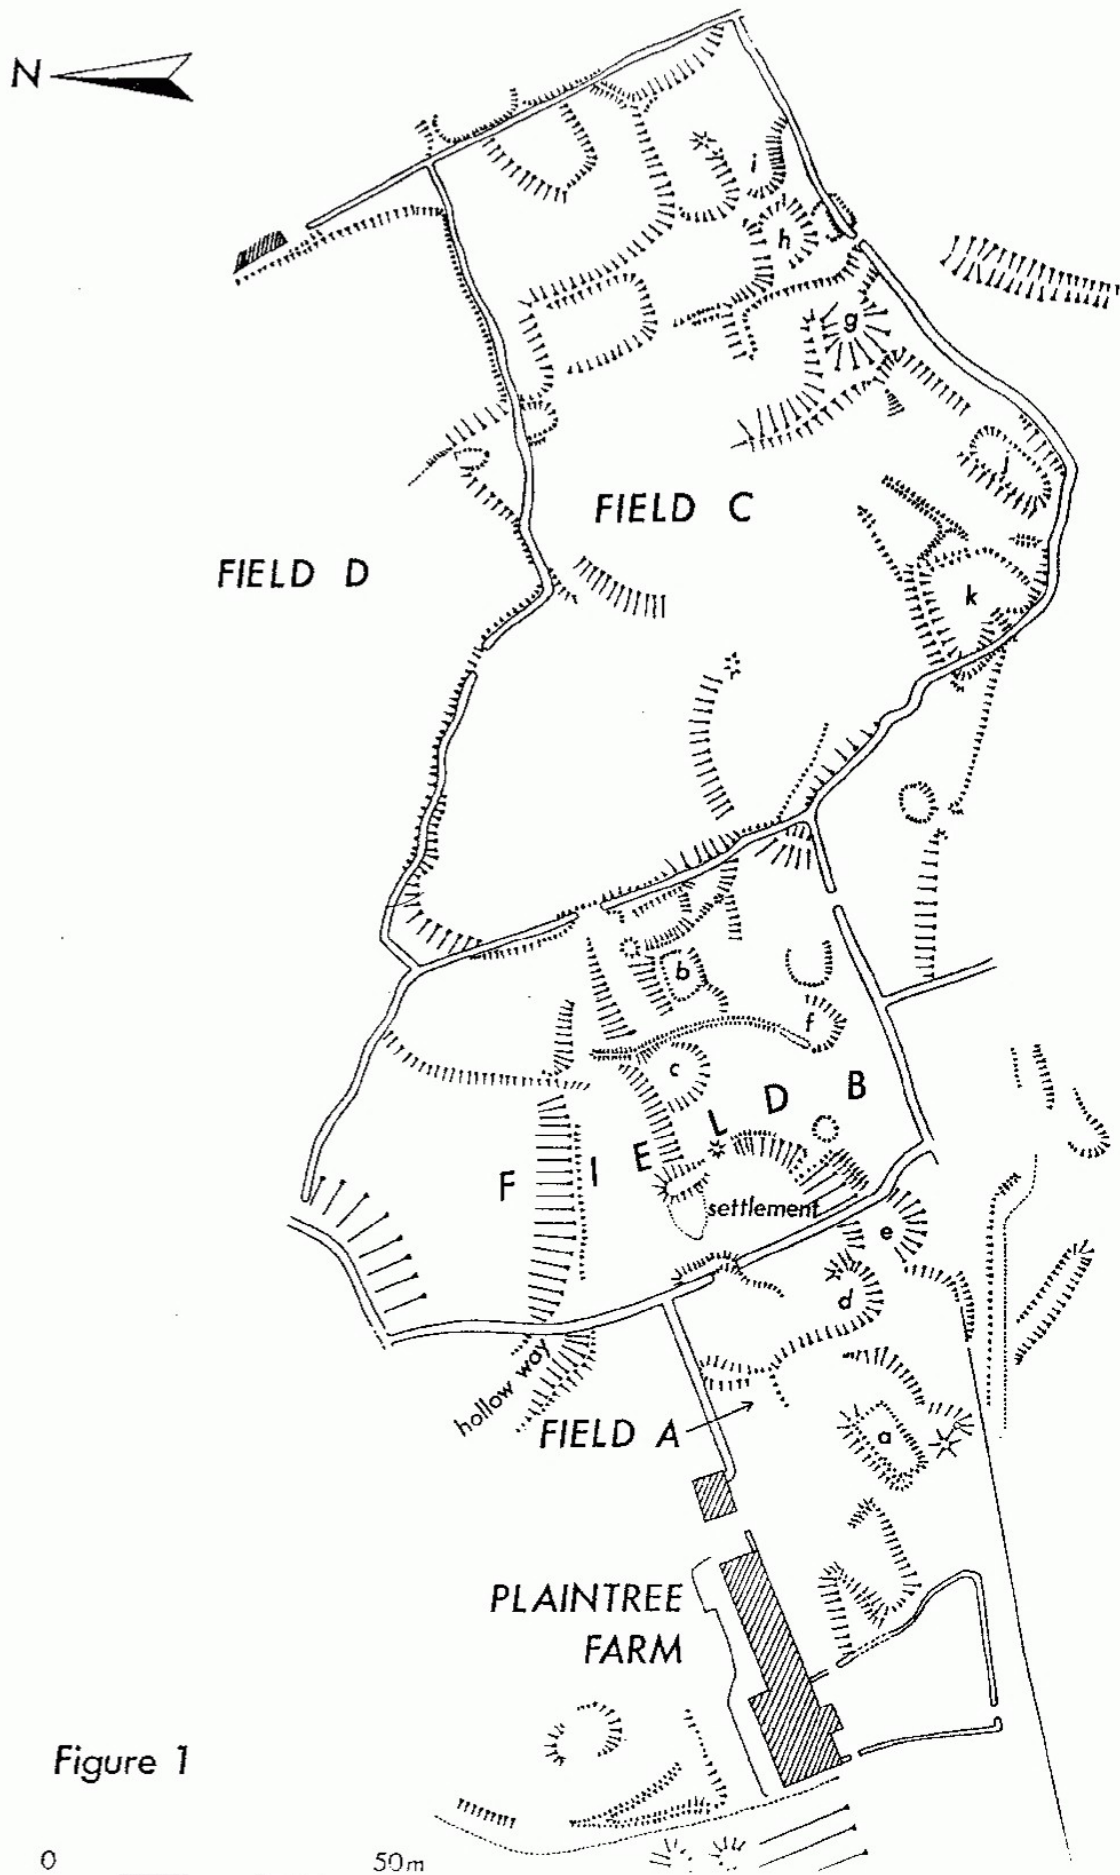 N
i
h
g
FIELD C
j
FIELD D
k
b
f
c
FIELD B
settlement
e
d
hollow way
FIELD A
a
PLAINTREE
FARM
Figure 1
0 50m